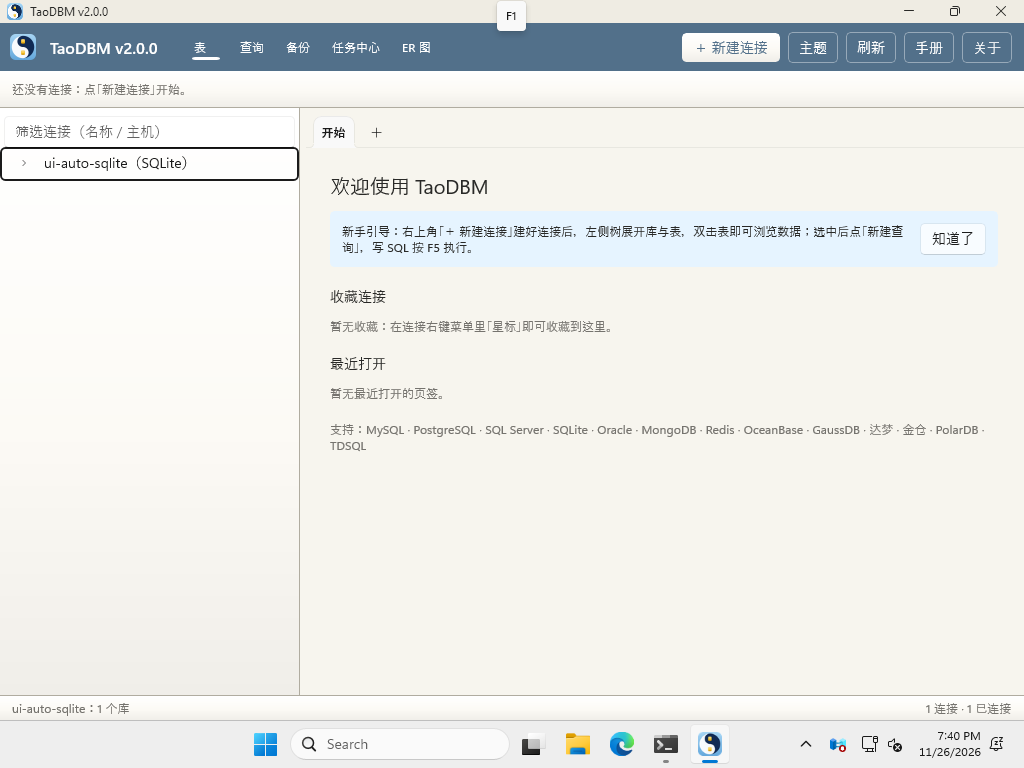 TaoDBM v2.0.0
F1
TaoDBM v2.0.0 表 查询 备份 任务中心 ER 图 ＋ 新建连接 主题 刷新 手册 关于
还没有连接：点「新建连接」开始。
筛选连接（名称 / 主机）
ui-auto-sqlite（SQLite）
开始
欢迎使用 TaoDBM
新手引导：右上角「＋ 新建连接」建好连接后，左侧树展开库与表，双击表即可浏览数据；选中后点「新建查
询」，写 SQL 按 F5 执行。
知道了
收藏连接
暂无收藏：在连接右键菜单里「星标」即可收藏到这里。
最近打开
暂无最近打开的页签。
支持：MySQL · PostgreSQL · SQL Server · SQLite · Oracle · MongoDB · Redis · OceanBase · GaussDB · 达梦 · 金仓 · PolarDB ·
TDSQL
ui-auto-sqlite：1 个库
1 连接 · 1 已连接
Search
7:40 PM
11/26/2026